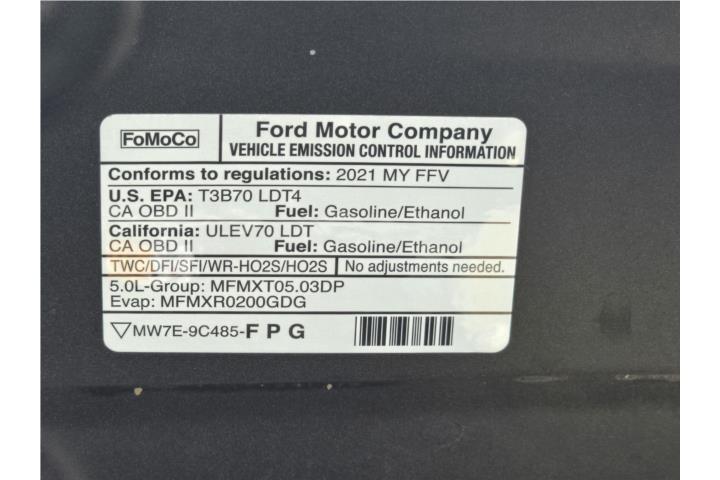 FoMoCo
Ford Motor Company
VEHICLE EMISSION CONTROL INFORMATION
Conforms to regulations: 2021 MY FFV
U.S. EPA: T3B70 LDT4
CA OBD II Fuel: Gasoline/Ethanol
California: ULEV70 LDT
CA OBD II Fuel: Gasoline/Ethanol
TWC/DFI/SFI/WR-HO2S/HO2S No adjustments needed.
5.0L-Group: MFMXT05.03DP
Evap: MFMXR0200GDG
MW7E-9C485-F P G